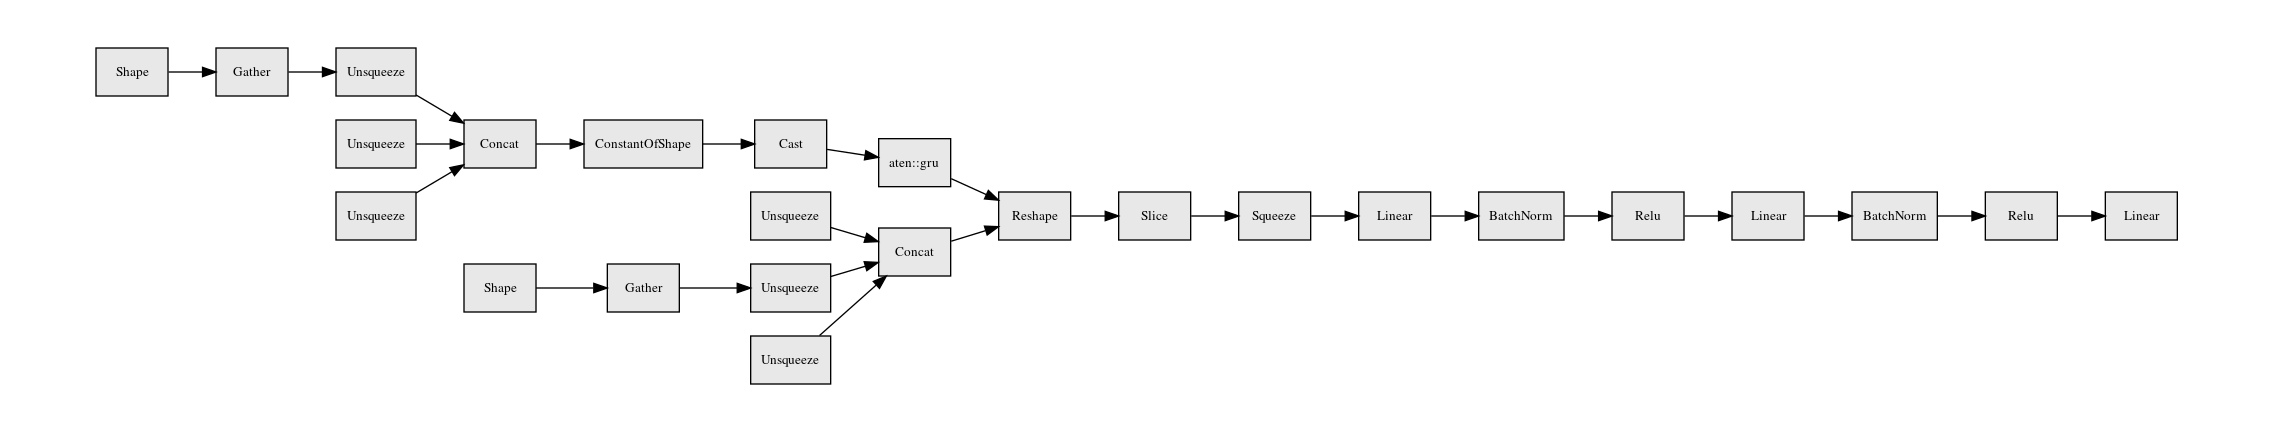 Shape
Gather
Unsqueeze
Unsqueeze
Concat
ConstantOfShape
Cast
aten::gru
Unsqueeze
Unsqueeze
Reshape
Slice
Squeeze
Linear
BatchNorm
Relu
Linear
BatchNorm
Relu
Linear
Concat
Shape
Gather
Unsqueeze
Unsqueeze